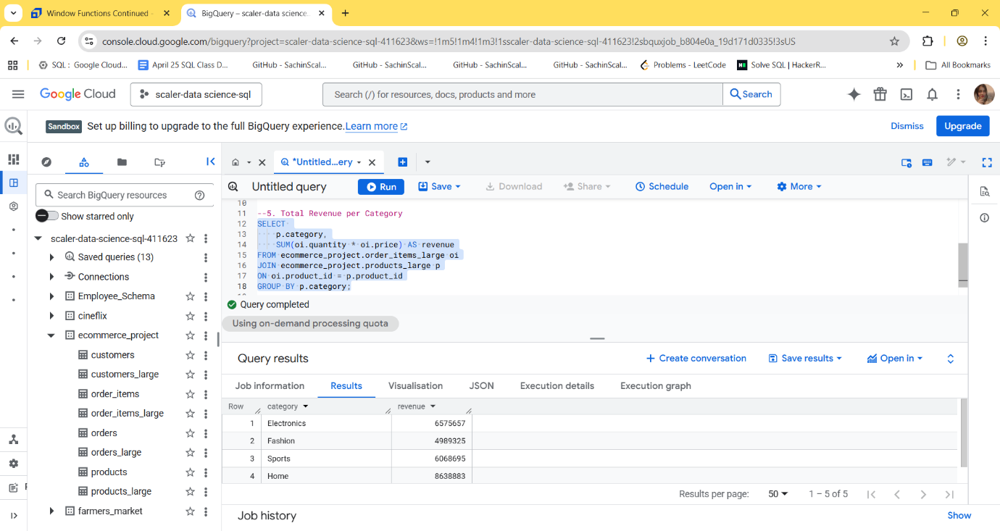 Window Functions Continued -
BigQuery – scaler-data science.
console.cloud.google.com/bigquery?project=scaler-data-science-sql-411623&ws=!1m5!1m4!1m3!1sscaler-data-science-sql-411623!2sbquxjob_b804e0a_19d171d0335!3sUS
SQL : Google Cloud...
April 25 SQL Class D...
GitHub - SachinScal...
GitHub - SachinScal...
GitHub - SachinScal...
GitHub - SachinScal...
Problems - LeetCode
Solve SQL | HackerR...
All Bookmarks
Google Cloud
scaler-data science-sql
Search (/) for resources, docs, products and more
Search
Sandbox
Set up billing to upgrade to the full BigQuery experience. Learn more
Dismiss
Upgrade
*Untitled...ery
Search BigQuery resources
Show starred only
scaler-data-science-sql-411623
Saved queries (13)
Connections
Employee_Schema
cineflix
ecommerce_project
customers
customers_large
order_items
order_items_large
orders
orders_large
products
products_large
farmers_market
Untitled query
Run
Save
Download
Share
Schedule
Open in
More
10
11 --5. Total Revenue per Category
12 SELECT
13 p.category,
14 SUM(oi.quantity * oi.price) AS revenue
15 FROM ecommerce_project.order_items_large oi
16 JOIN ecommerce_project.products_large p
17 ON oi.product_id = p.product_id
18 GROUP BY p.category;
Query completed
Using on-demand processing quota
Query results
Create conversation
Save results
Open in
Job information Results Visualisation JSON Execution details Execution graph
Row category revenue
1 Electronics 6575657
2 Fashion 4989325
3 Sports 6068695
4 Home 8638883
Results per page: 50 1 – 5 of 5
Job history
Show